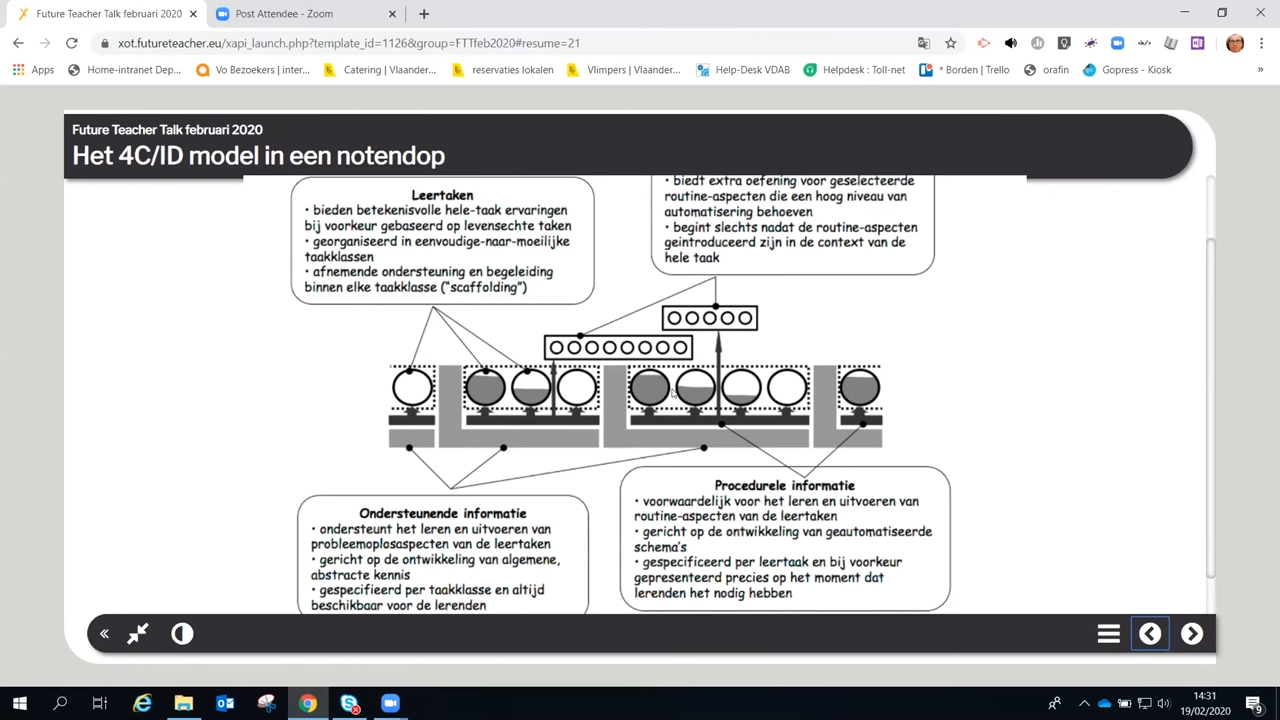 Future Teacher Talk februari 2020
Post Attendee - Zoom
xot.futureteacher.eu/xapi_launch.php?template_id=1126&group=FTTfeb2020#resume=21
Apps
Home-intranet Dep...
Vo Bezoekers | inter...
Catering | Vlaander...
reservaties lokalen
Vlimpers | Vlaander...
Help-Desk VDAB
Helpdesk : Toll-net
* Borden | Trello
orafin
Gopress - Kiosk
Future Teacher Talk februari 2020
Het 4C/ID model in een notendop
Leertaken
• bieden betekenisvolle hele-taak ervaringen
bij voorkeur gebaseerd op levensechte taken
• georganiseerd in eenvoudige-naar-moeilijke
taakklassen
• afnemende ondersteuning en begeleiding
binnen elke taakklasse ("scaffolding")
• biedt extra oefening voor geselecteerde
routine-aspecten die een hoog niveau van
automatisering behoeven
• begint slechts nadat de routine-aspecten
geïntroduceerd zijn in de context van de
hele taak
Ondersteunende informatie
• ondersteunt het leren en uitvoeren van
probleemoplosaspecten van de leertaken
• gericht op de ontwikkeling van algemene,
abstracte kennis
• gespecifieerd per taakklasse en altijd
beschikbaar voor de lerenden
Procedurele informatie
• voorwaardelijk voor het leren en uitvoeren van
routine-aspecten van de leertaken
• gericht op de ontwikkeling van geautomatiseerde
schema's
• gespecificeerd per leertaak en bij voorkeur
gepresenteerd precies op het moment dat
lerenden het nodig hebben
14:31
19/02/2020
9